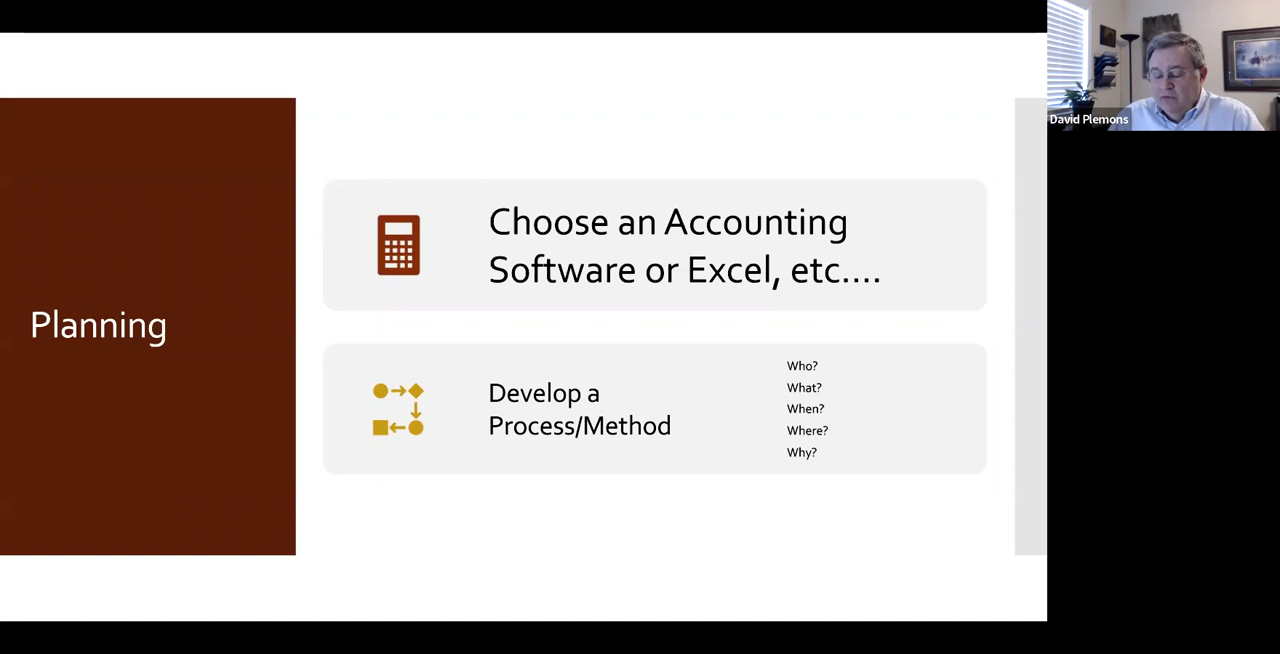 David Plemons
Planning
Choose an Accounting
Software or Excel, etc....
Develop a
Process/Method
Who?
What?
When?
Where?
Why?